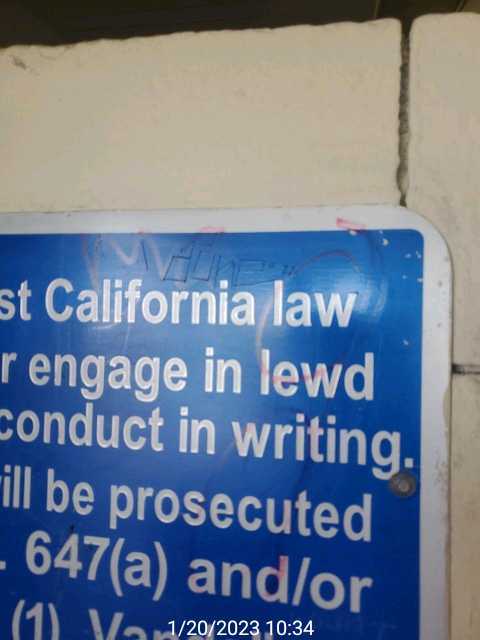 st California law
r engage in lewd
conduct in writing.
ill be prosecuted
. 647(a) and/or
(1)
1/20/2023 10:34